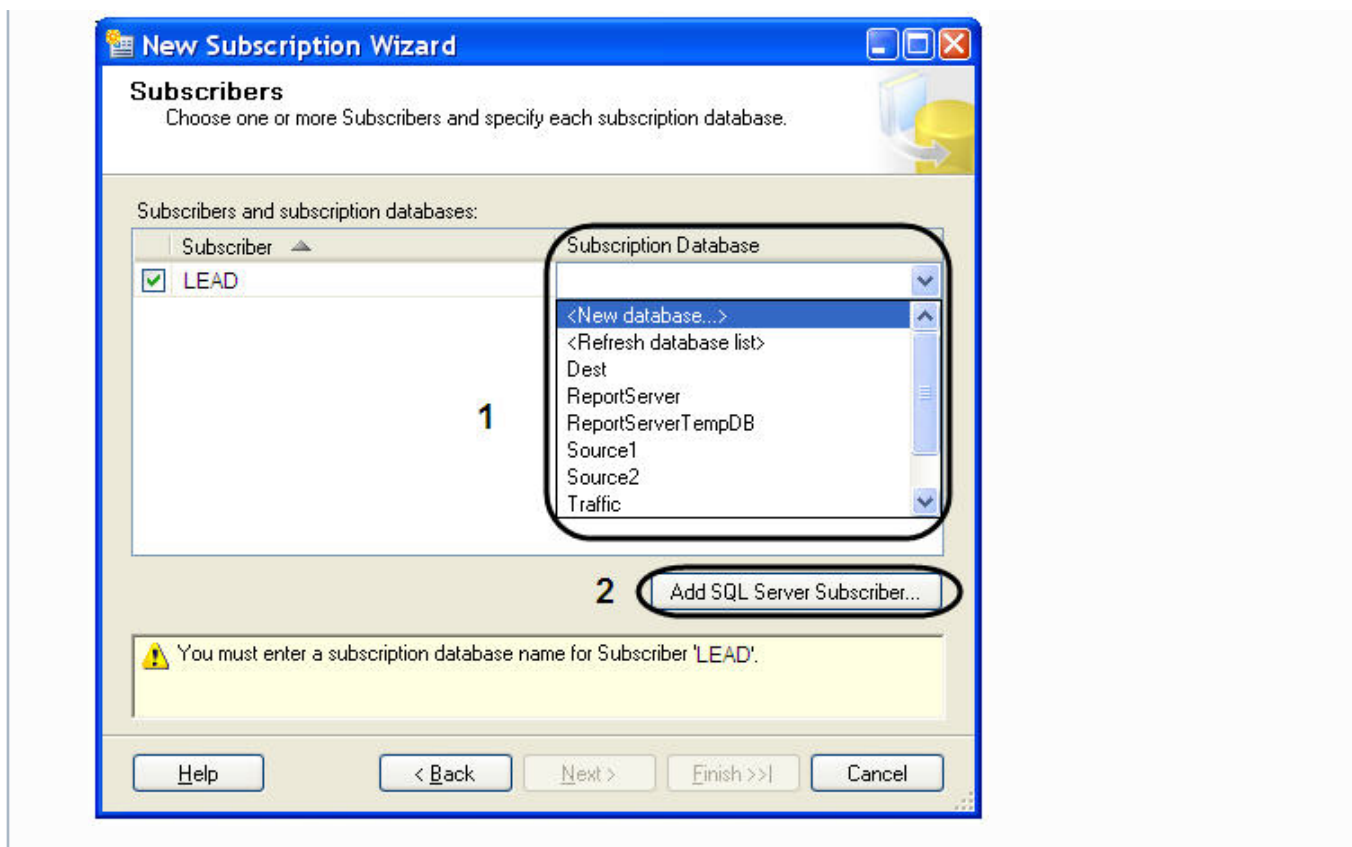 New Subscription Wizard
Subscribers
Choose one or more Subscribers and specify each subscription database.
Subscribers and subscription databases:
Subscriber Subscription Database
LEAD
<New database...>
<Refresh database list>
Dest
ReportServer
1
ReportServerTempDB
Source1
Source2
Traffic
2 Add SQL Server Subscriber...
You must enter a subscription database name for Subscriber 'LEAD'.
Help < Back Next > Finish >>| Cancel